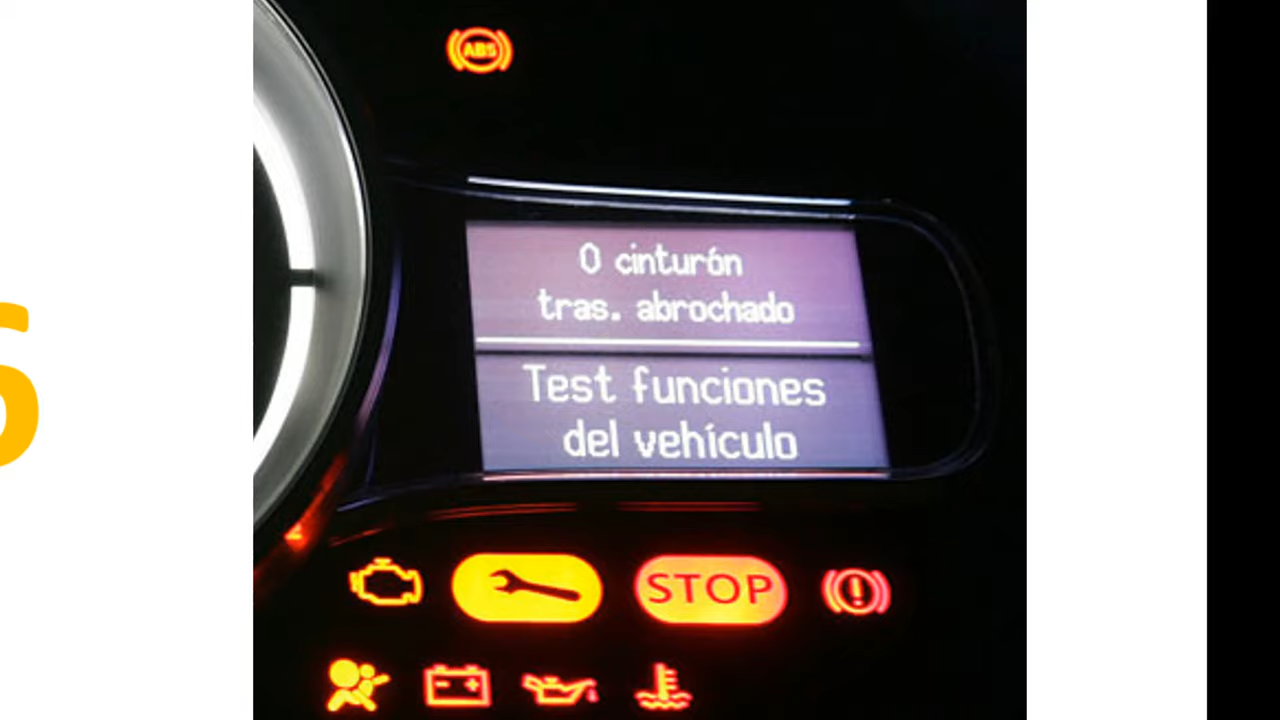 ABS
0 cinturón
tras. abrochado
Test funciones
del vehículo
STOP